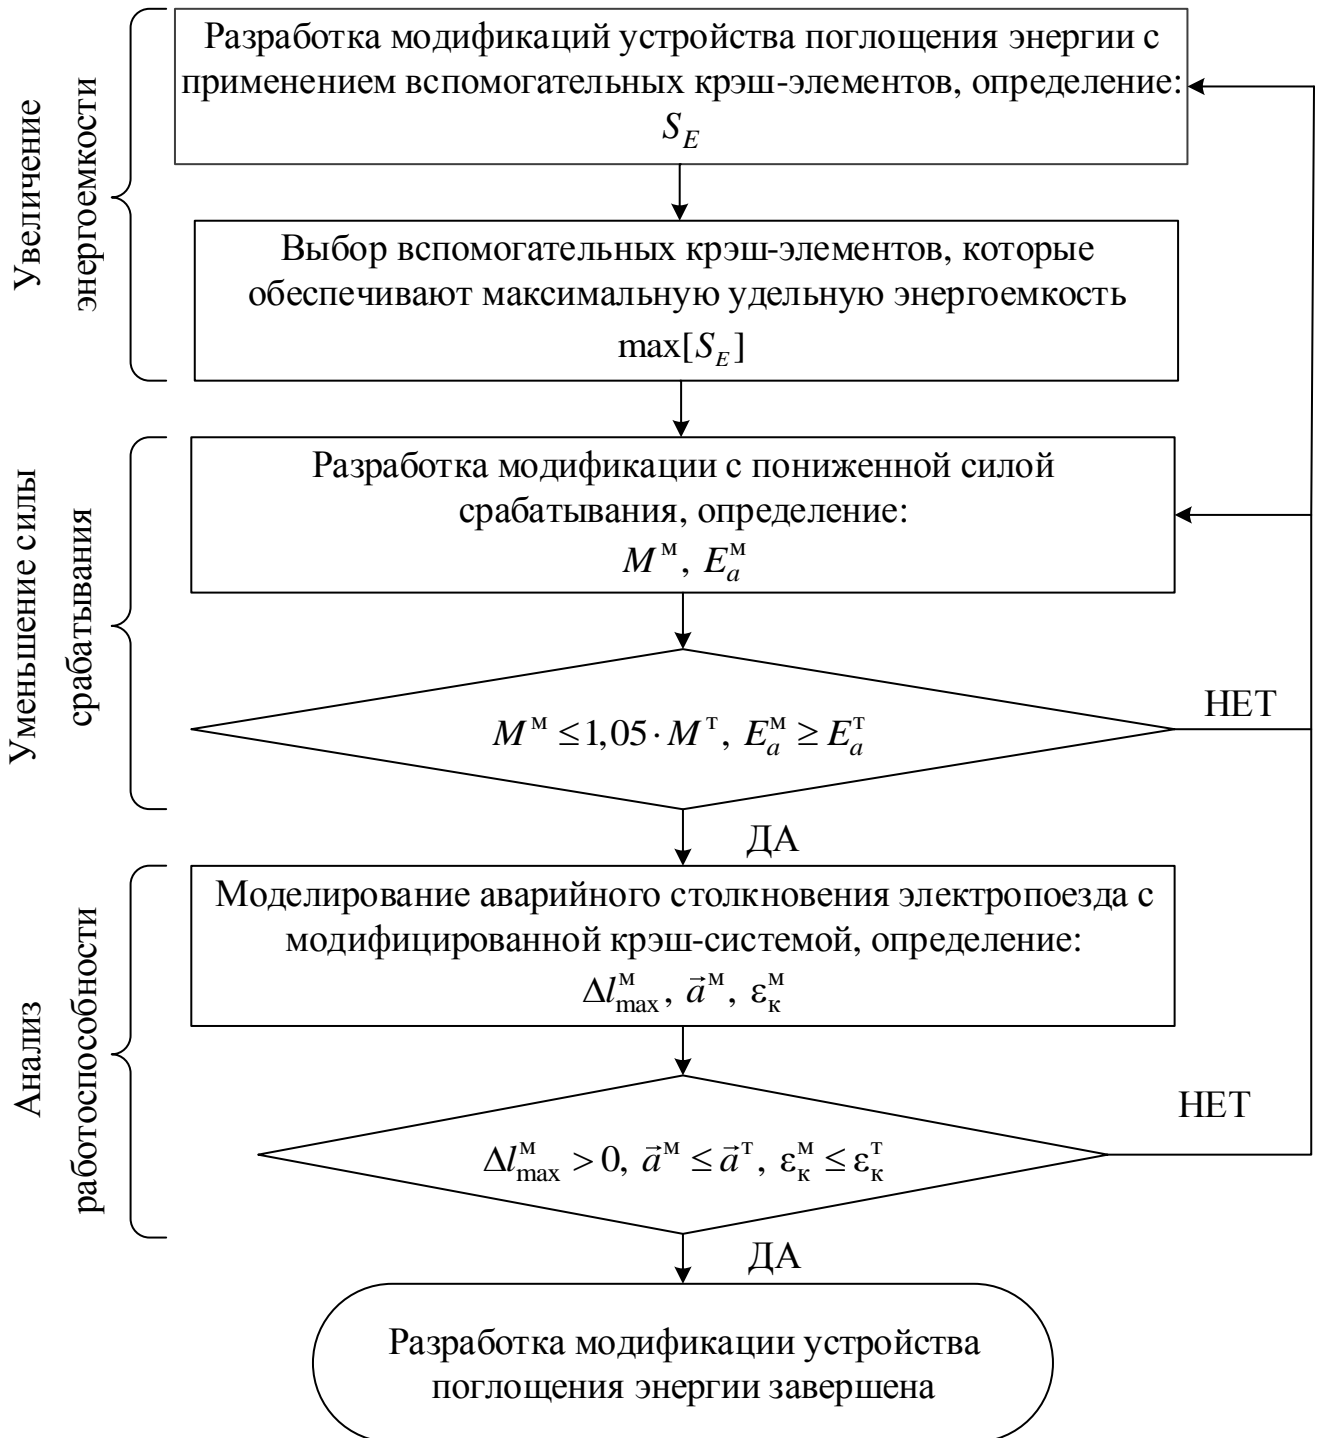 Увеличение
энергоемкости
Разработка модификаций устройства поглощения энергии с
применением вспомогательных крэш-элементов, определение:
S_E
Выбор вспомогательных крэш-элементов, которые
обеспечивают максимальную удельную энергоемкость
max[S_E]
Уменьшение силы
срабатывания
Разработка модификации с пониженной силой
срабатывания, определение:
M^м, E_a^м
M^м ≤ 1,05 · M^т, E_a^м ≥ E_a^т
НЕТ
ДА
Анализ
работоспособности
Моделирование аварийного столкновения электропоезда с
модифицированной крэш-системой, определение:
Δl_max^м, a⃗^м, ε_к^м
Δl_max^м > 0, a⃗^м ≤ a⃗^т, ε_к^м ≤ ε_к^т
НЕТ
ДА
Разработка модификации устройства
поглощения энергии завершена